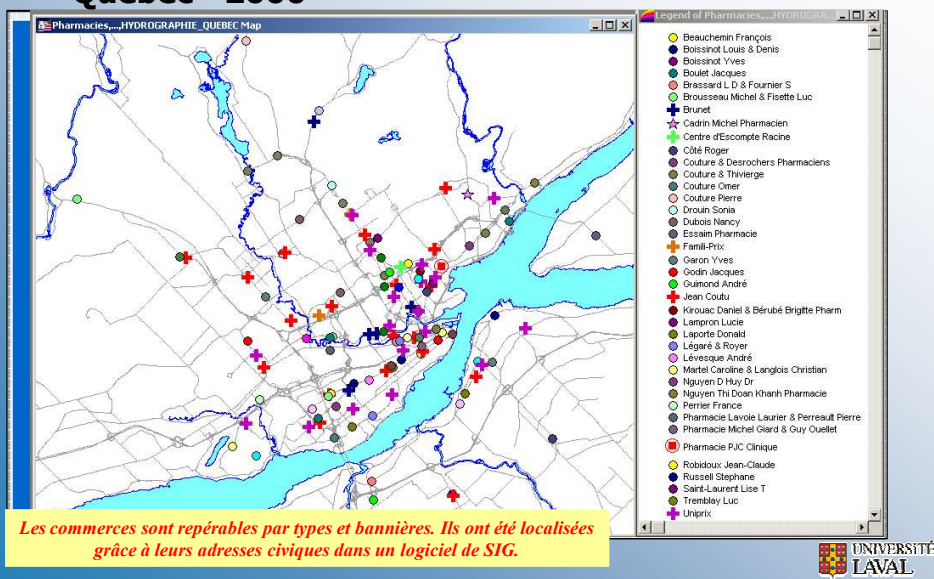 Québec 2000
Pharmacies,...,HYDROGRAPHIE_QUEBEC Map
Legend of Pharmacies,...,HYDROGRA
Beauchemin François
Boissinot Louis & Denis
Boissinot Yves
Boulet Jacques
Brassard L D & Fournier S
Brousseau Michel & Fisette Luc
Brunet
Cadrin Michel Pharmacien
Centre d'Escompte Racine
Côté Roger
Couture & Desrochers Pharmaciens
Couture & Thivierge
Couture Omer
Couture Pierre
Drouin Sonia
Dubois Nancy
Essaim Pharmacie
Famili-Prix
Garon Yves
Godin Jacques
Guimond André
Jean Coutu
Kirouac Daniel & Bérubé Brigitte Pharm
Lampron Lucie
Laporte Donald
Légaré & Royer
Lévesque André
Martel Caroline & Langlois Christian
Nguyen D Huy Dr
Nguyen Thi Doan Khanh Pharmacie
Perrier France
Pharmacie Lavoie Laurier & Perreault Pierre
Pharmacie Michel Giard & Guy Ouellet
Pharmacie PJC Clinique
Robidoux Jean-Claude
Russell Stephane
Saint-Laurent Lise T
Tremblay Luc
Uniprix
Les commerces sont repérables par types et bannières. Ils ont été localisées
grâce à leurs adresses civiques dans un logiciel de SIG.
UNIVERSITÉ
LAVAL